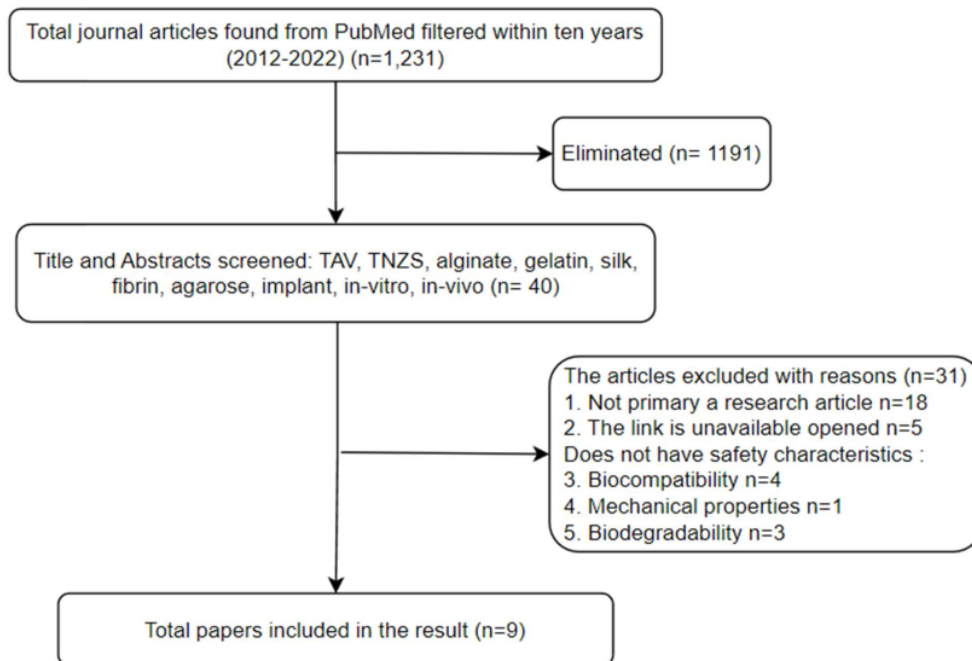 Total journal articles found from PubMed filtered within ten years
(2012-2022) (n=1,231)
Eliminated (n= 1191)
Title and Abstracts screened: TAV, TNZS, alginate, gelatin, silk,
fibrin, agarose, implant, in-vitro, in-vivo (n= 40)
The articles excluded with reasons (n=31)
1. Not primary a research article n=18
2. The link is unavailable opened n=5
Does not have safety characteristics :
3. Biocompatibility n=4
4. Mechanical properties n=1
5. Biodegradability n=3
Total papers included in the result (n=9)